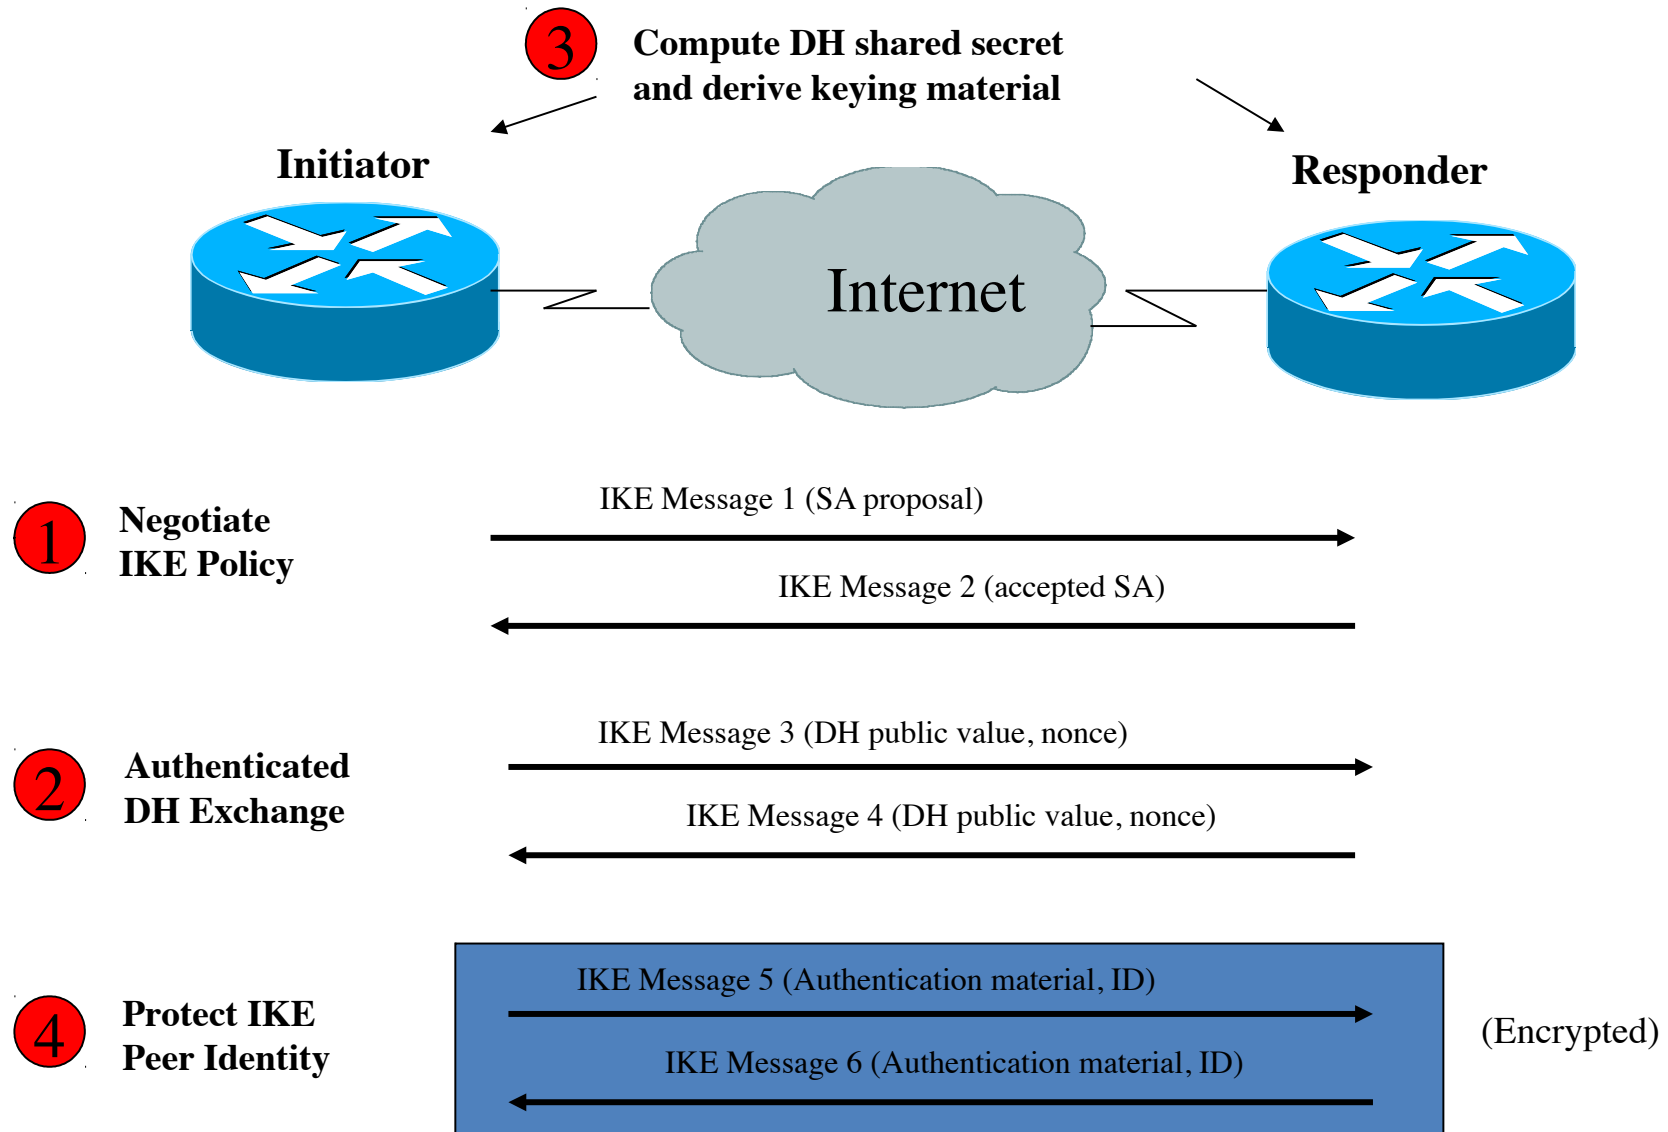 3
Compute DH shared secret
and derive keying material
Initiator
Responder
Internet
1
Negotiate
IKE Policy
IKE Message 1 (SA proposal)
IKE Message 2 (accepted SA)
2
Authenticated
DH Exchange
IKE Message 3 (DH public value, nonce)
IKE Message 4 (DH public value, nonce)
4
Protect IKE
Peer Identity
IKE Message 5 (Authentication material, ID)
IKE Message 6 (Authentication material, ID)
(Encrypted)